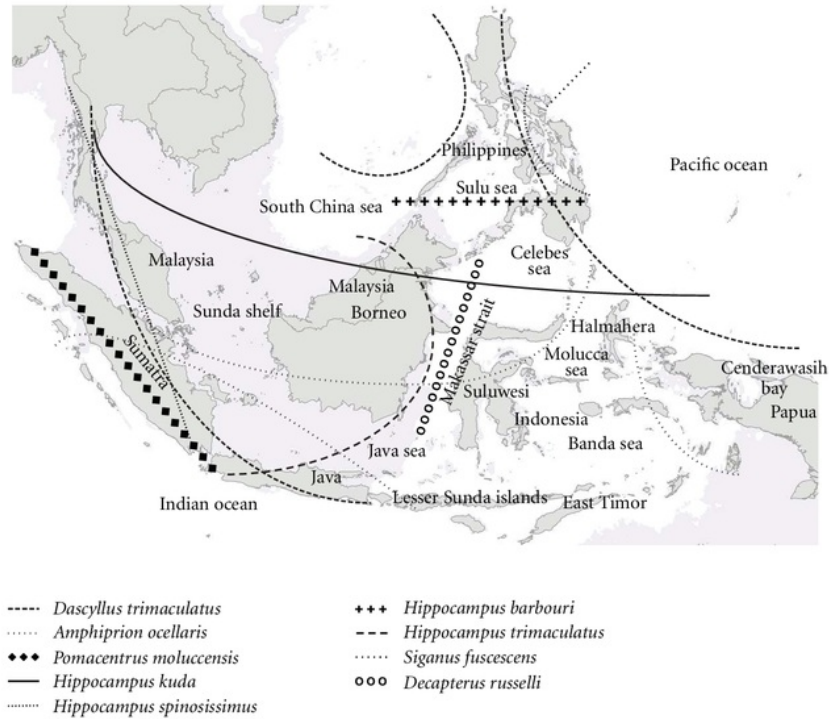 Philippines
Pacific ocean
Sulu sea
South China sea
Malaysia
Celebes
sea
Malaysia
Sunda shelf
Borneo
Makassar strait
Halmahera
Sumatra
Molucca
sea
Cenderawasih
bay
Suluwesi
Papua
Indonesia
Banda sea
Java sea
Java
Lesser Sunda islands
East Timor
Indian ocean
Dascyllus trimaculatus
Amphiprion ocellaris
Pomacentrus moluccensis
Hippocampus kuda
Hippocampus spinosissimus
Hippocampus barbouri
Hippocampus trimaculatus
Siganus fuscescens
Decapterus russelli